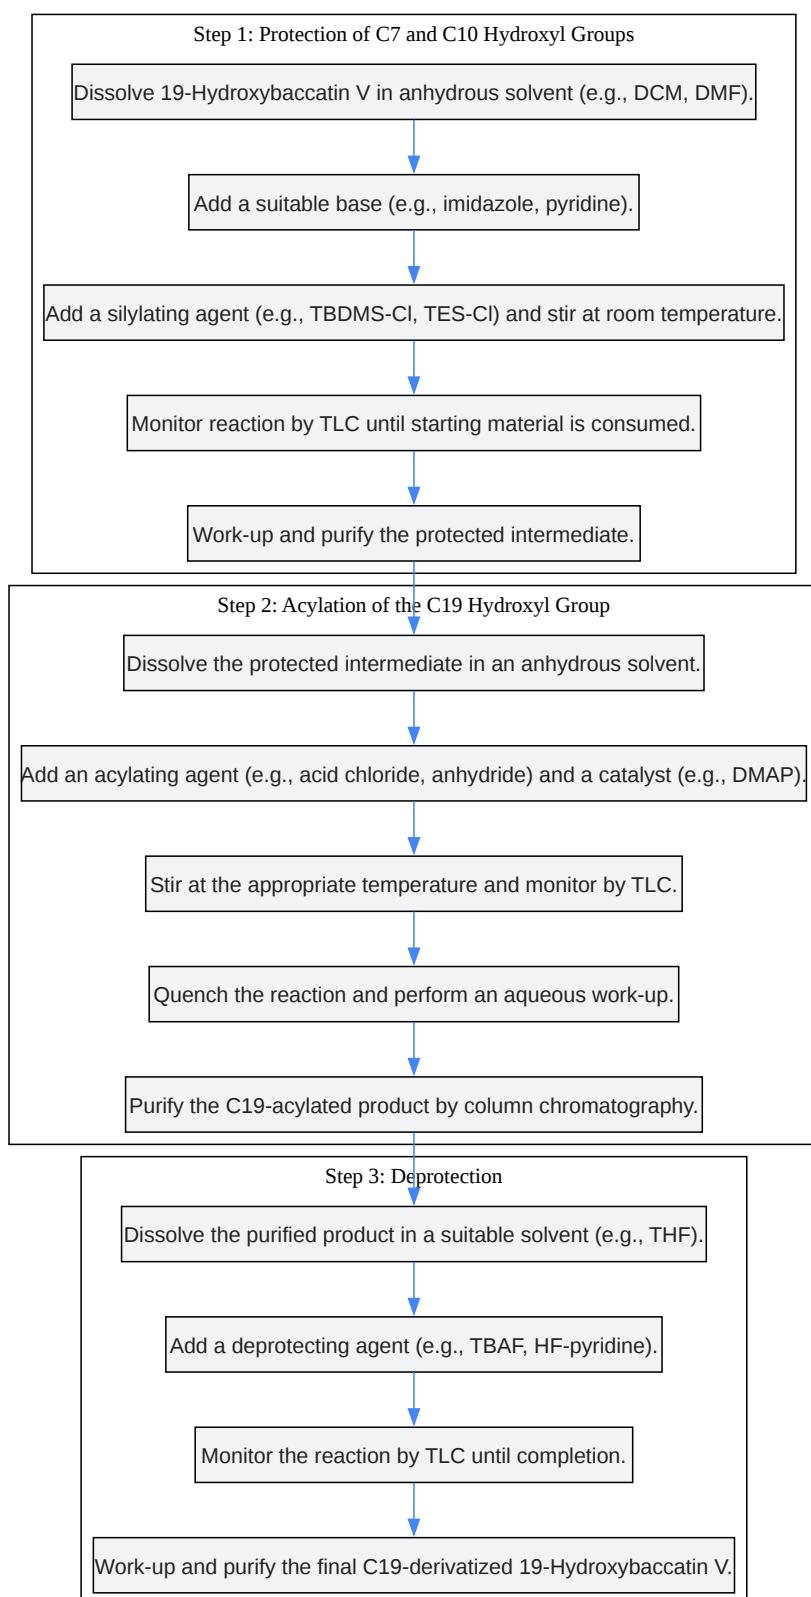 Step 1: Protection of C7 and C10 Hydroxyl Groups
Dissolve 19-Hydroxybaccatin V in anhydrous solvent (e.g., DCM, DMF).
Add a suitable base (e.g., imidazole, pyridine).
Add a silylating agent (e.g., TBDMS-Cl, TES-Cl) and stir at room temperature.
Monitor reaction by TLC until starting material is consumed.
Work-up and purify the protected intermediate.
Step 2: Acylation of the C19 Hydroxyl Group
Dissolve the protected intermediate in an anhydrous solvent.
Add an acylating agent (e.g., acid chloride, anhydride) and a catalyst (e.g., DMAP).
Stir at the appropriate temperature and monitor by TLC.
Quench the reaction and perform an aqueous work-up.
Purify the C19-acylated product by column chromatography.
Step 3: Deprotection
Dissolve the purified product in a suitable solvent (e.g., THF).
Add a deprotecting agent (e.g., TBAF, HF-pyridine).
Monitor the reaction by TLC until completion.
Work-up and purify the final C19-derivatized 19-Hydroxybaccatin V.